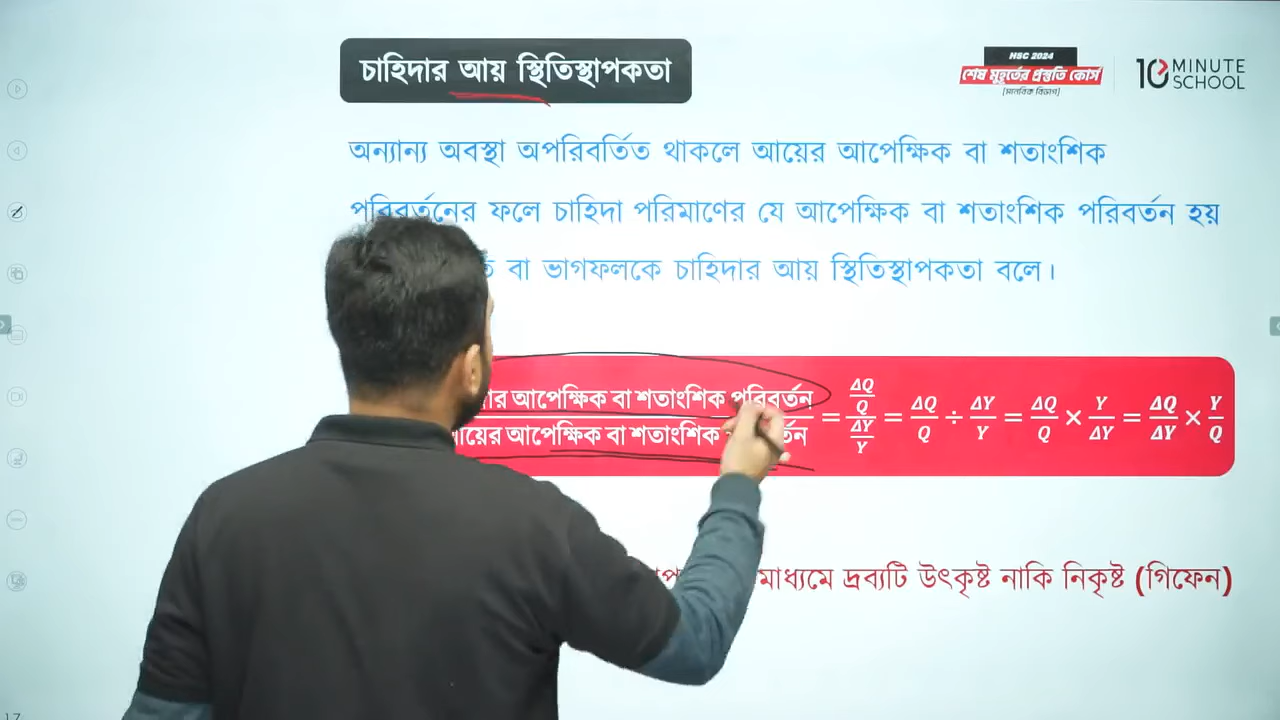 চাহিদার আয় স্থিতিস্থাপকতা
HSC 2024
শেষ মুহূর্তের প্রস্তুতি কোর্স
[মানবিক বিভাগ]
10 MINUTE SCHOOL
অন্যান্য অবস্থা অপরিবর্তিত থাকলে আয়ের আপেক্ষিক বা শতাংশিক
পরিবর্তনের ফলে চাহিদা পরিমাণের যে আপেক্ষিক বা শতাংশিক পরিবর্তন হয়
বা ভাগফলকে চাহিদার আয় স্থিতিস্থাপকতা বলে।
আপেক্ষিক বা শতাংশিক পরিবর্তন
আপেক্ষিক বা শতাংশিক
= ΔQ/Q / ΔY/Y = ΔQ/Q ÷ ΔY/Y = ΔQ/Q × Y/ΔY = ΔQ/ΔY × Y/Q
মাধ্যমে দ্রব্যটি উৎকৃষ্ট নাকি নিকৃষ্ট (গিফেন)